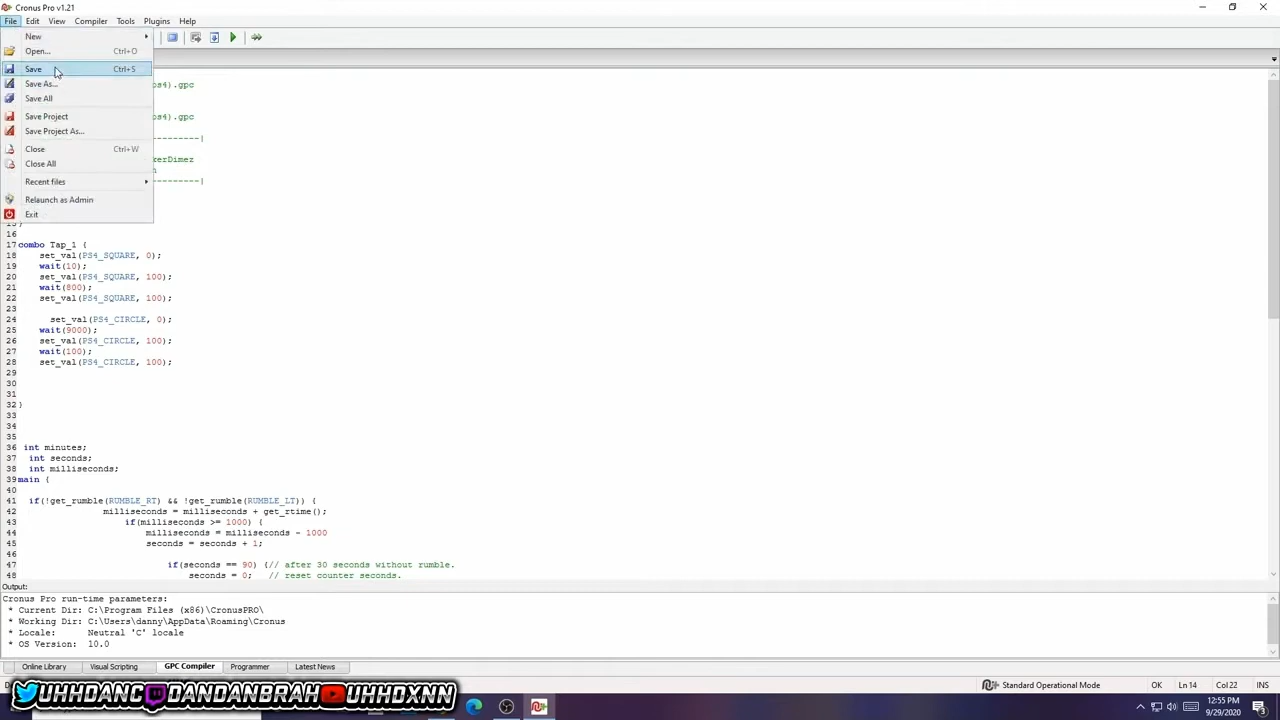 Cronus Pro v1.21
File Edit View Compiler Tools Plugins Help
New
Open... Ctrl+O
Save Ctrl+S
Save As...
Save All
Save Project
Save Project As...
Close Ctrl+W
Close All
Recent files
Relaunch as Admin
Exit
s4).gpc
s4).gpc
----------|
erDimez
----------|
15 }
16
17 combo Tap_1 {
18 set_val(PS4_SQUARE, 0);
19 wait(10);
20 set_val(PS4_SQUARE, 100);
21 wait(800);
22 set_val(PS4_SQUARE, 100);
23
24 set_val(PS4_CIRCLE, 0);
25 wait(9000);
26 set_val(PS4_CIRCLE, 100);
27 wait(100);
28 set_val(PS4_CIRCLE, 100);
29
30
31
32 }
33
34
35
36 int minutes;
37 int seconds;
38 int milliseconds;
39 main {
40
41 if(!get_rumble(RUMBLE_RT) && !get_rumble(RUMBLE_LT)) {
42 milliseconds = milliseconds + get_rtime();
43 if(milliseconds >= 1000) {
44 milliseconds = milliseconds - 1000
45 seconds = seconds + 1;
46
47 if(seconds == 90) {// after 30 seconds without rumble.
48 seconds = 0; // reset counter seconds.
Output:
Cronus Pro run-time parameters:
* Current Dir: C:\Program Files (x86)\CronusPRO\
* Working Dir: C:\Users\danny\AppData\Roaming\Cronus
* Locale: Neutral 'C' locale
* OS Version: 10.0
Online Library Visual Scripting GPC Compiler Programmer Latest News
Standard Operational Mode OK Ln 14 Col 22 INS
UHHDANC DANDANBRAH UHHDXNN
12:55 PM
9/29/2020